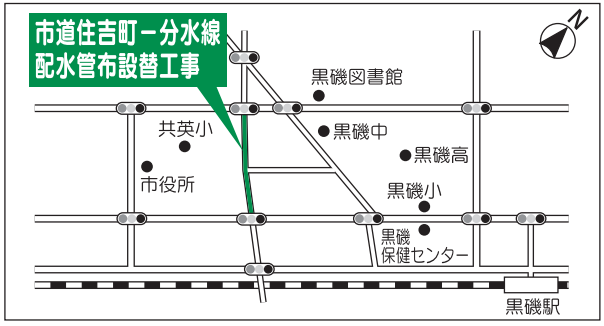 市道住吉町ー分水線
配水管布設替工事
N
黒磯図書館
共英小
黒磯中
黒磯高
市役所
黒磯小
黒磯
保健センター
黒磯駅